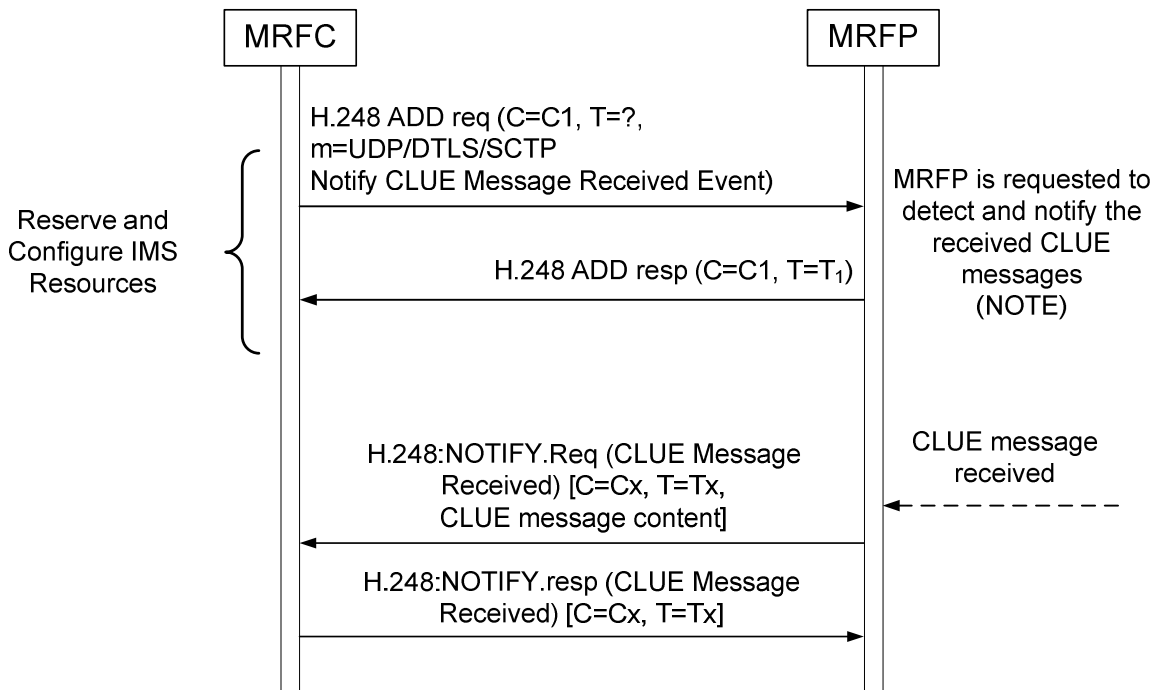 MRFC
MRFP
H.248 ADD req (C=C1, T=?,
m=UDP/DTLS/SCTP
Notify CLUE Message Received Event)
Reserve and
Configure IMS
Resources
MRFP is requested to
detect and notify the
received CLUE
messages
(NOTE)
H.248 ADD resp (C=C1, T=T₁)
CLUE message
received
H.248:NOTIFY.Req (CLUE Message
Received) [C=Cx, T=Tx,
CLUE message content]
H.248:NOTIFY.resp (CLUE Message
Received) [C=Cx, T=Tx]